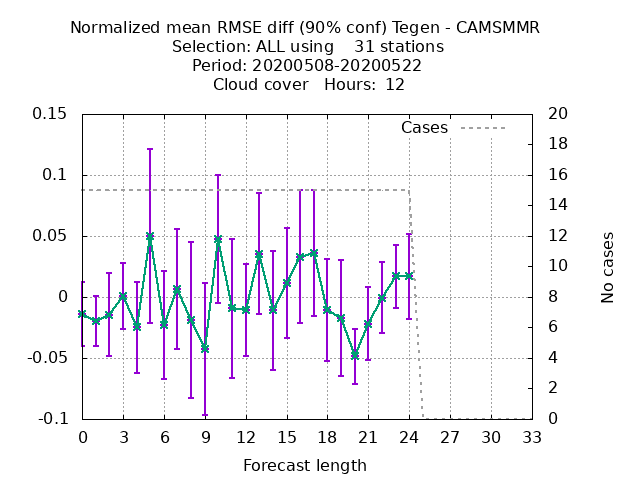 Normalized mean RMSE diff (90% conf) Tegen - CAMSMMR
Selection: ALL using 31 stations
Period: 20200508-20200522
Cloud cover Hours: 12
0.15
0.1
0.05
0
-0.05
-0.1
20
18
16
14
12
10
8
6
4
2
0
Cases
No cases
0 3 6 9 12 15 18 21 24 27 30 33
Forecast length